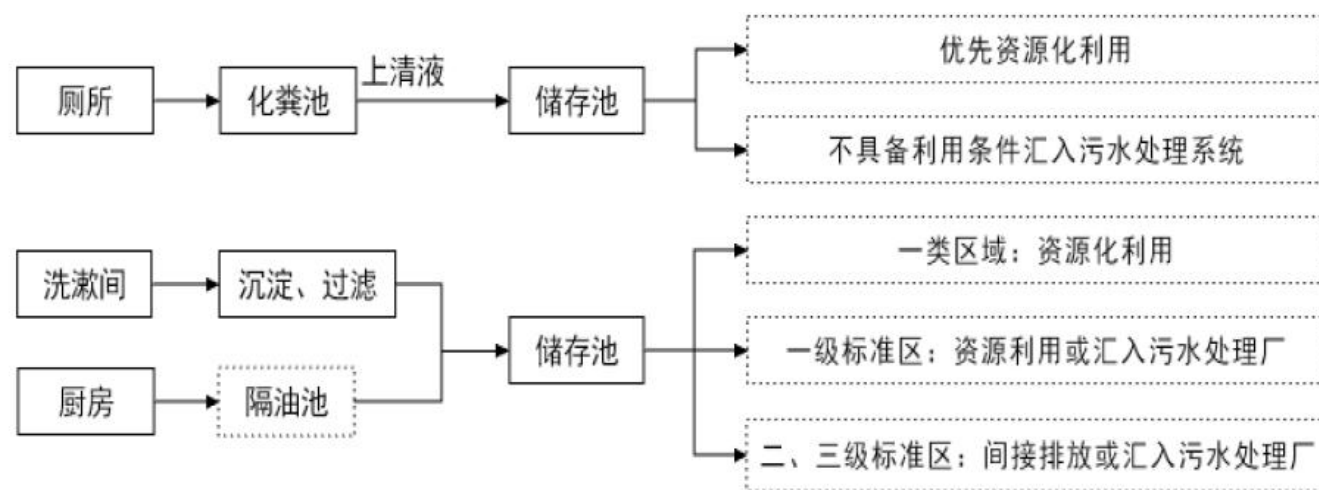 厕所
化粪池
上清液
储存池
优先资源化利用
不具备利用条件汇入污水处理系统
洗漱间
沉淀、过滤
厨房
隔油池
储存池
一类区域：资源化利用
一级标准区：资源利用或汇入污水处理厂
二、三级标准区：间接排放或汇入污水处理厂